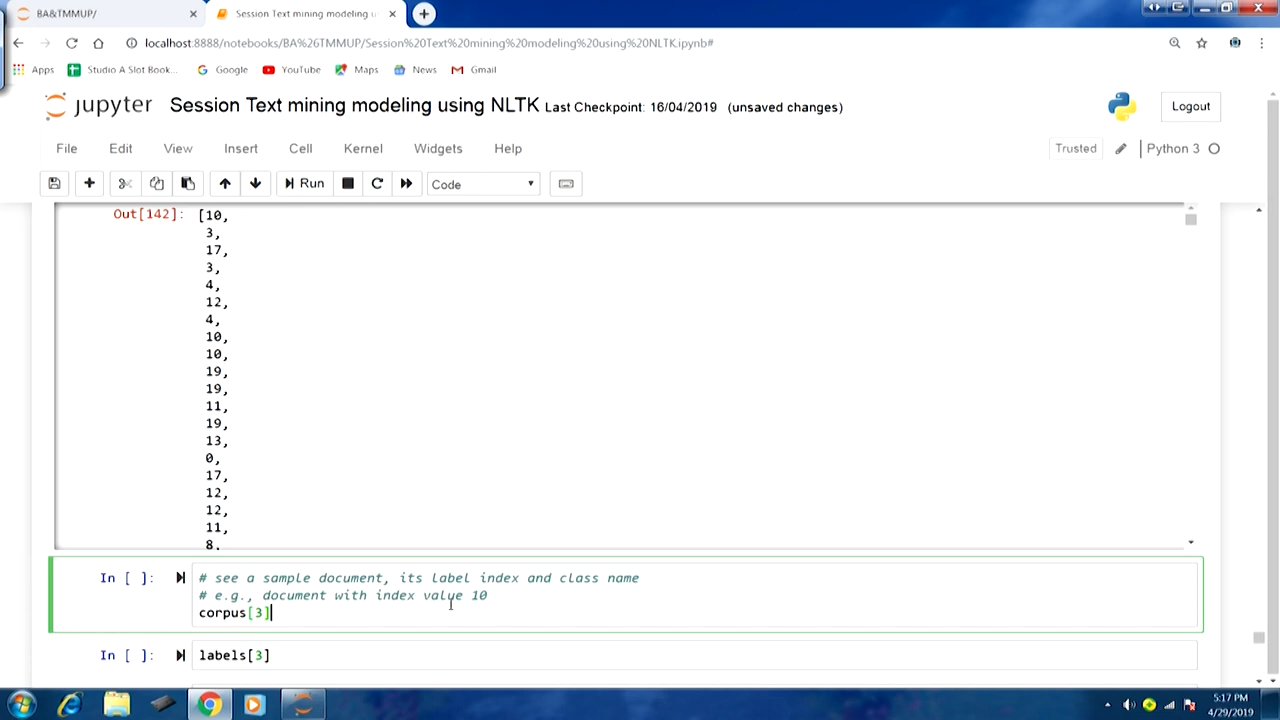 BA&TMMUP/
Session Text mining modeling u
localhost:8888/notebooks/BA%26TMMUP/Session%20Text%20mining%20modeling%20using%20NLTK.ipynb#
Apps Studio A Slot Book... Google YouTube Maps News Gmail
jupyter Session Text mining modeling using NLTK Last Checkpoint: 16/04/2019 (unsaved changes) Logout
File Edit View Insert Cell Kernel Widgets Help Trusted Python 3
Run Code
Out[142]: [10,
3,
17,
3,
4,
12,
4,
10,
10,
19,
19,
11,
19,
13,
0,
17,
12,
12,
11,
8,
In [ ]: # see a sample document, its label index and class name
# e.g., document with index value 10
corpus[3]
In [ ]: labels[3]
5:17 PM
4/29/2019